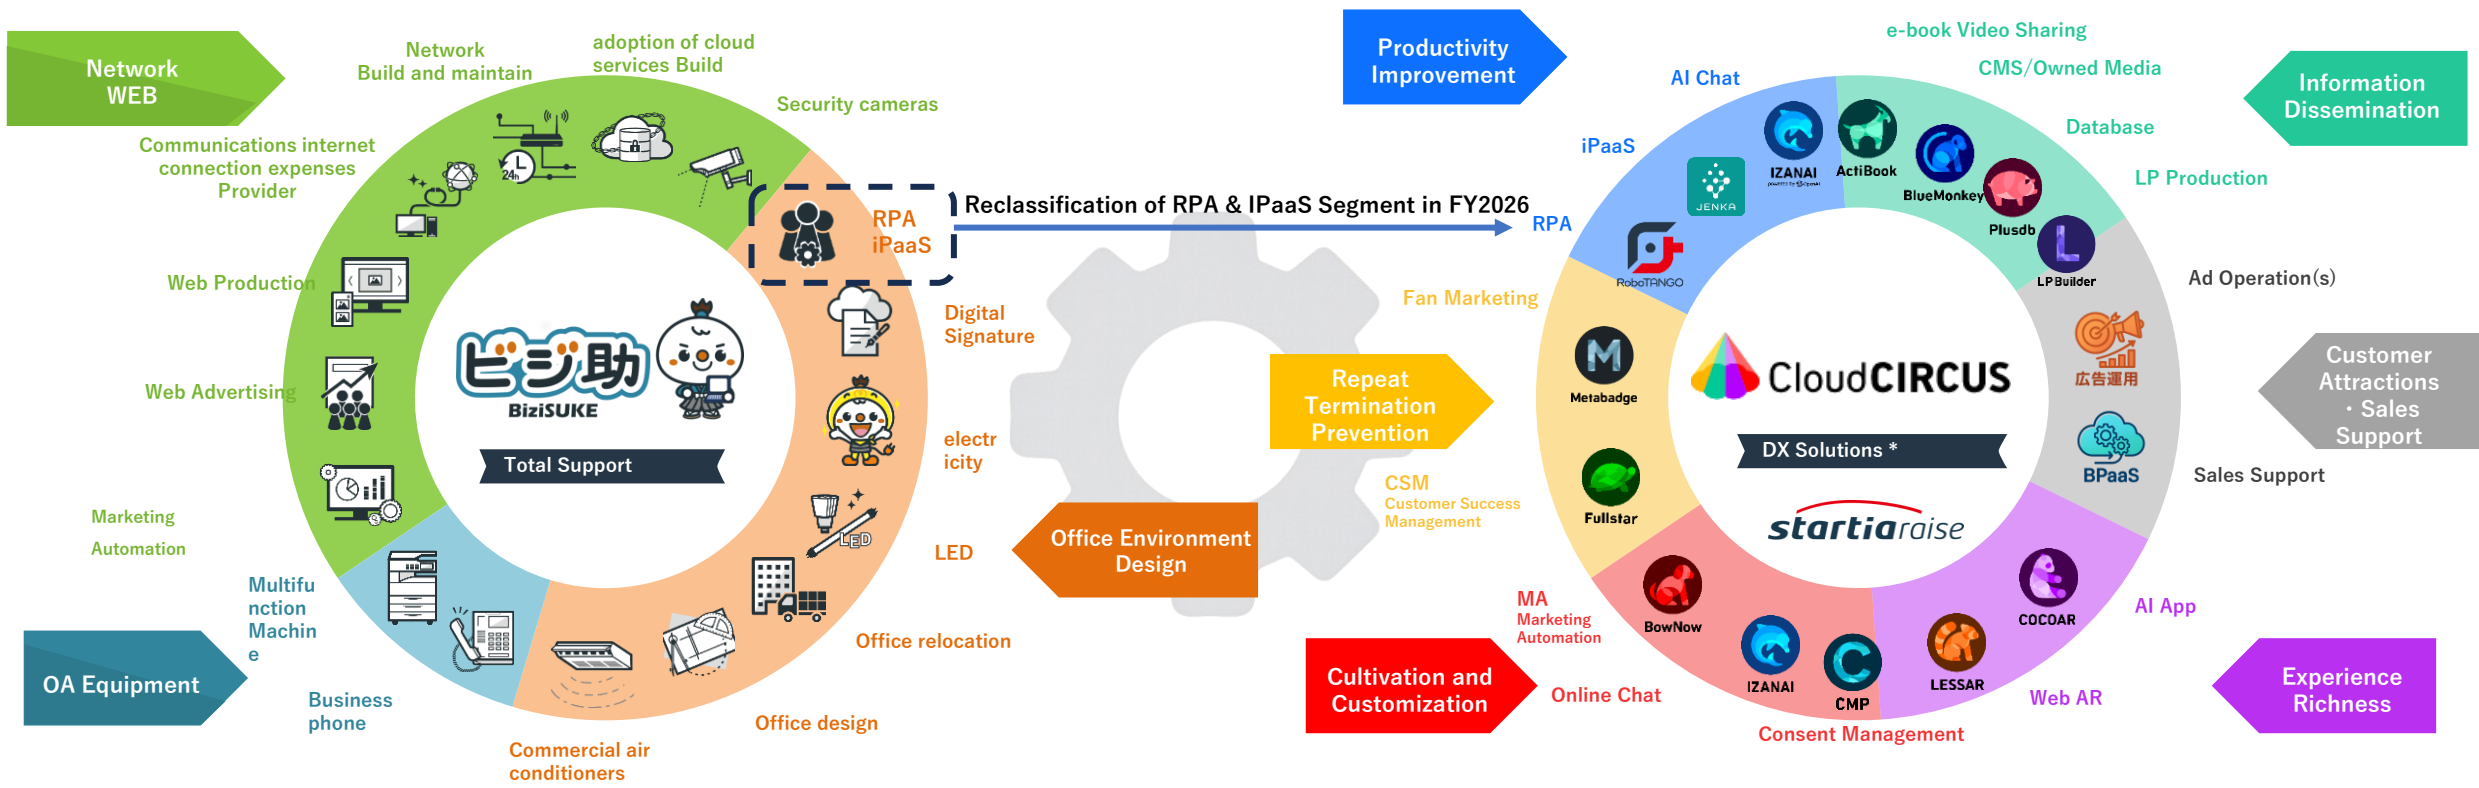 Network
WEB
Network
Build and maintain
adoption of cloud
services Build
Security cameras
Communications internet
connection expenses
Provider
24h
Web Production
Web Advertising
Marketing
Automation
RPA
iPaaS
Digital
Signature
electr
icity
LED
LED
Office relocation
Office design
Commercial air
conditioners
Multifu
nction
Machin
e
Business
phone
OA Equipment
ビジ助
BiziSUKE
Total Support
Office Environment
Design
Reclassification of RPA & IPaaS Segment in FY2026
Productivity
Improvement
AI Chat
iPaaS
RPA
IZANAI
powered by OpenAI
JENKA
RoboTANGO
e-book Video Sharing
CMS/Owned Media
Database
LP Production
Information
Dissemination
ActiBook
BlueMonkey
Plusdb
L
LP Builder
Ad Operation(s)
広告運用
BPaaS
Sales Support
Customer
Attractions
・Sales
Support
Fan Marketing
Repeat
Termination
Prevention
CSM
Customer Success
Management
M
Metabadge
Fullstar
CloudCIRCUS
DX Solutions *
startiaraise
MA
Marketing
Automation
Online Chat
Consent Management
Cultivation and
Customization
BowNow
IZANAI
C
CMP
LESSAR
COCOAR
AI App
Web AR
Experience
Richness